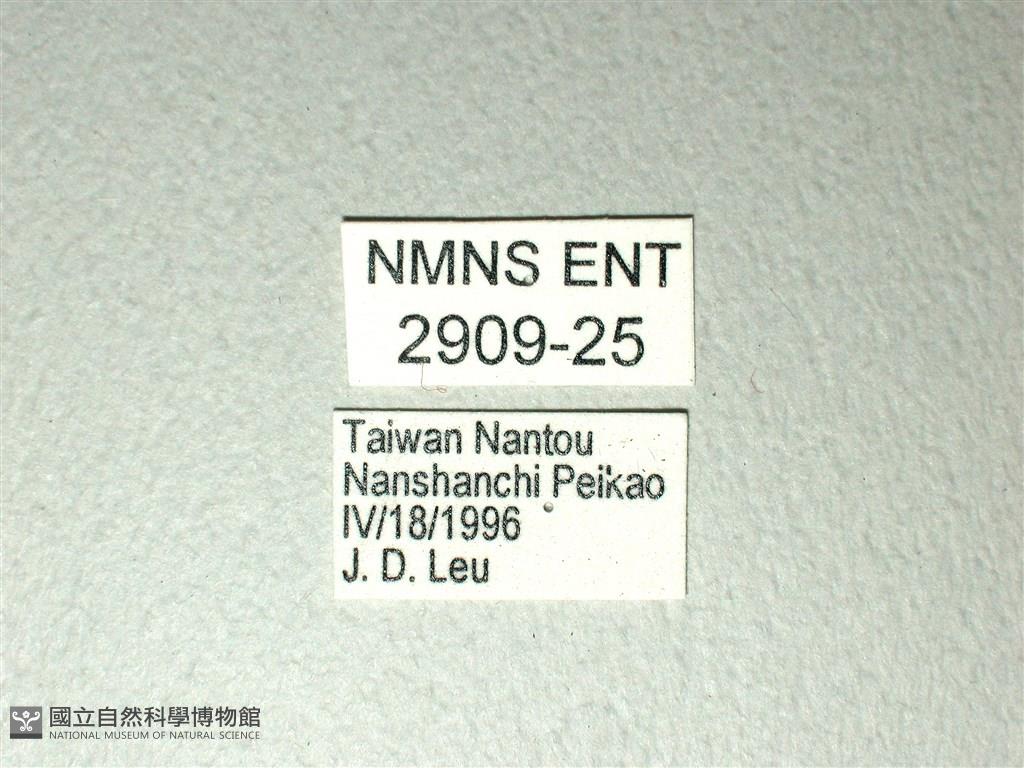 NMNS ENT
2909-25
Taiwan Nantou
Nanshanchi Peikao
IV/18/1996
J. D. Leu
國立自然科學博物館
NATIONAL MUSEUM OF NATURAL SCIENCE